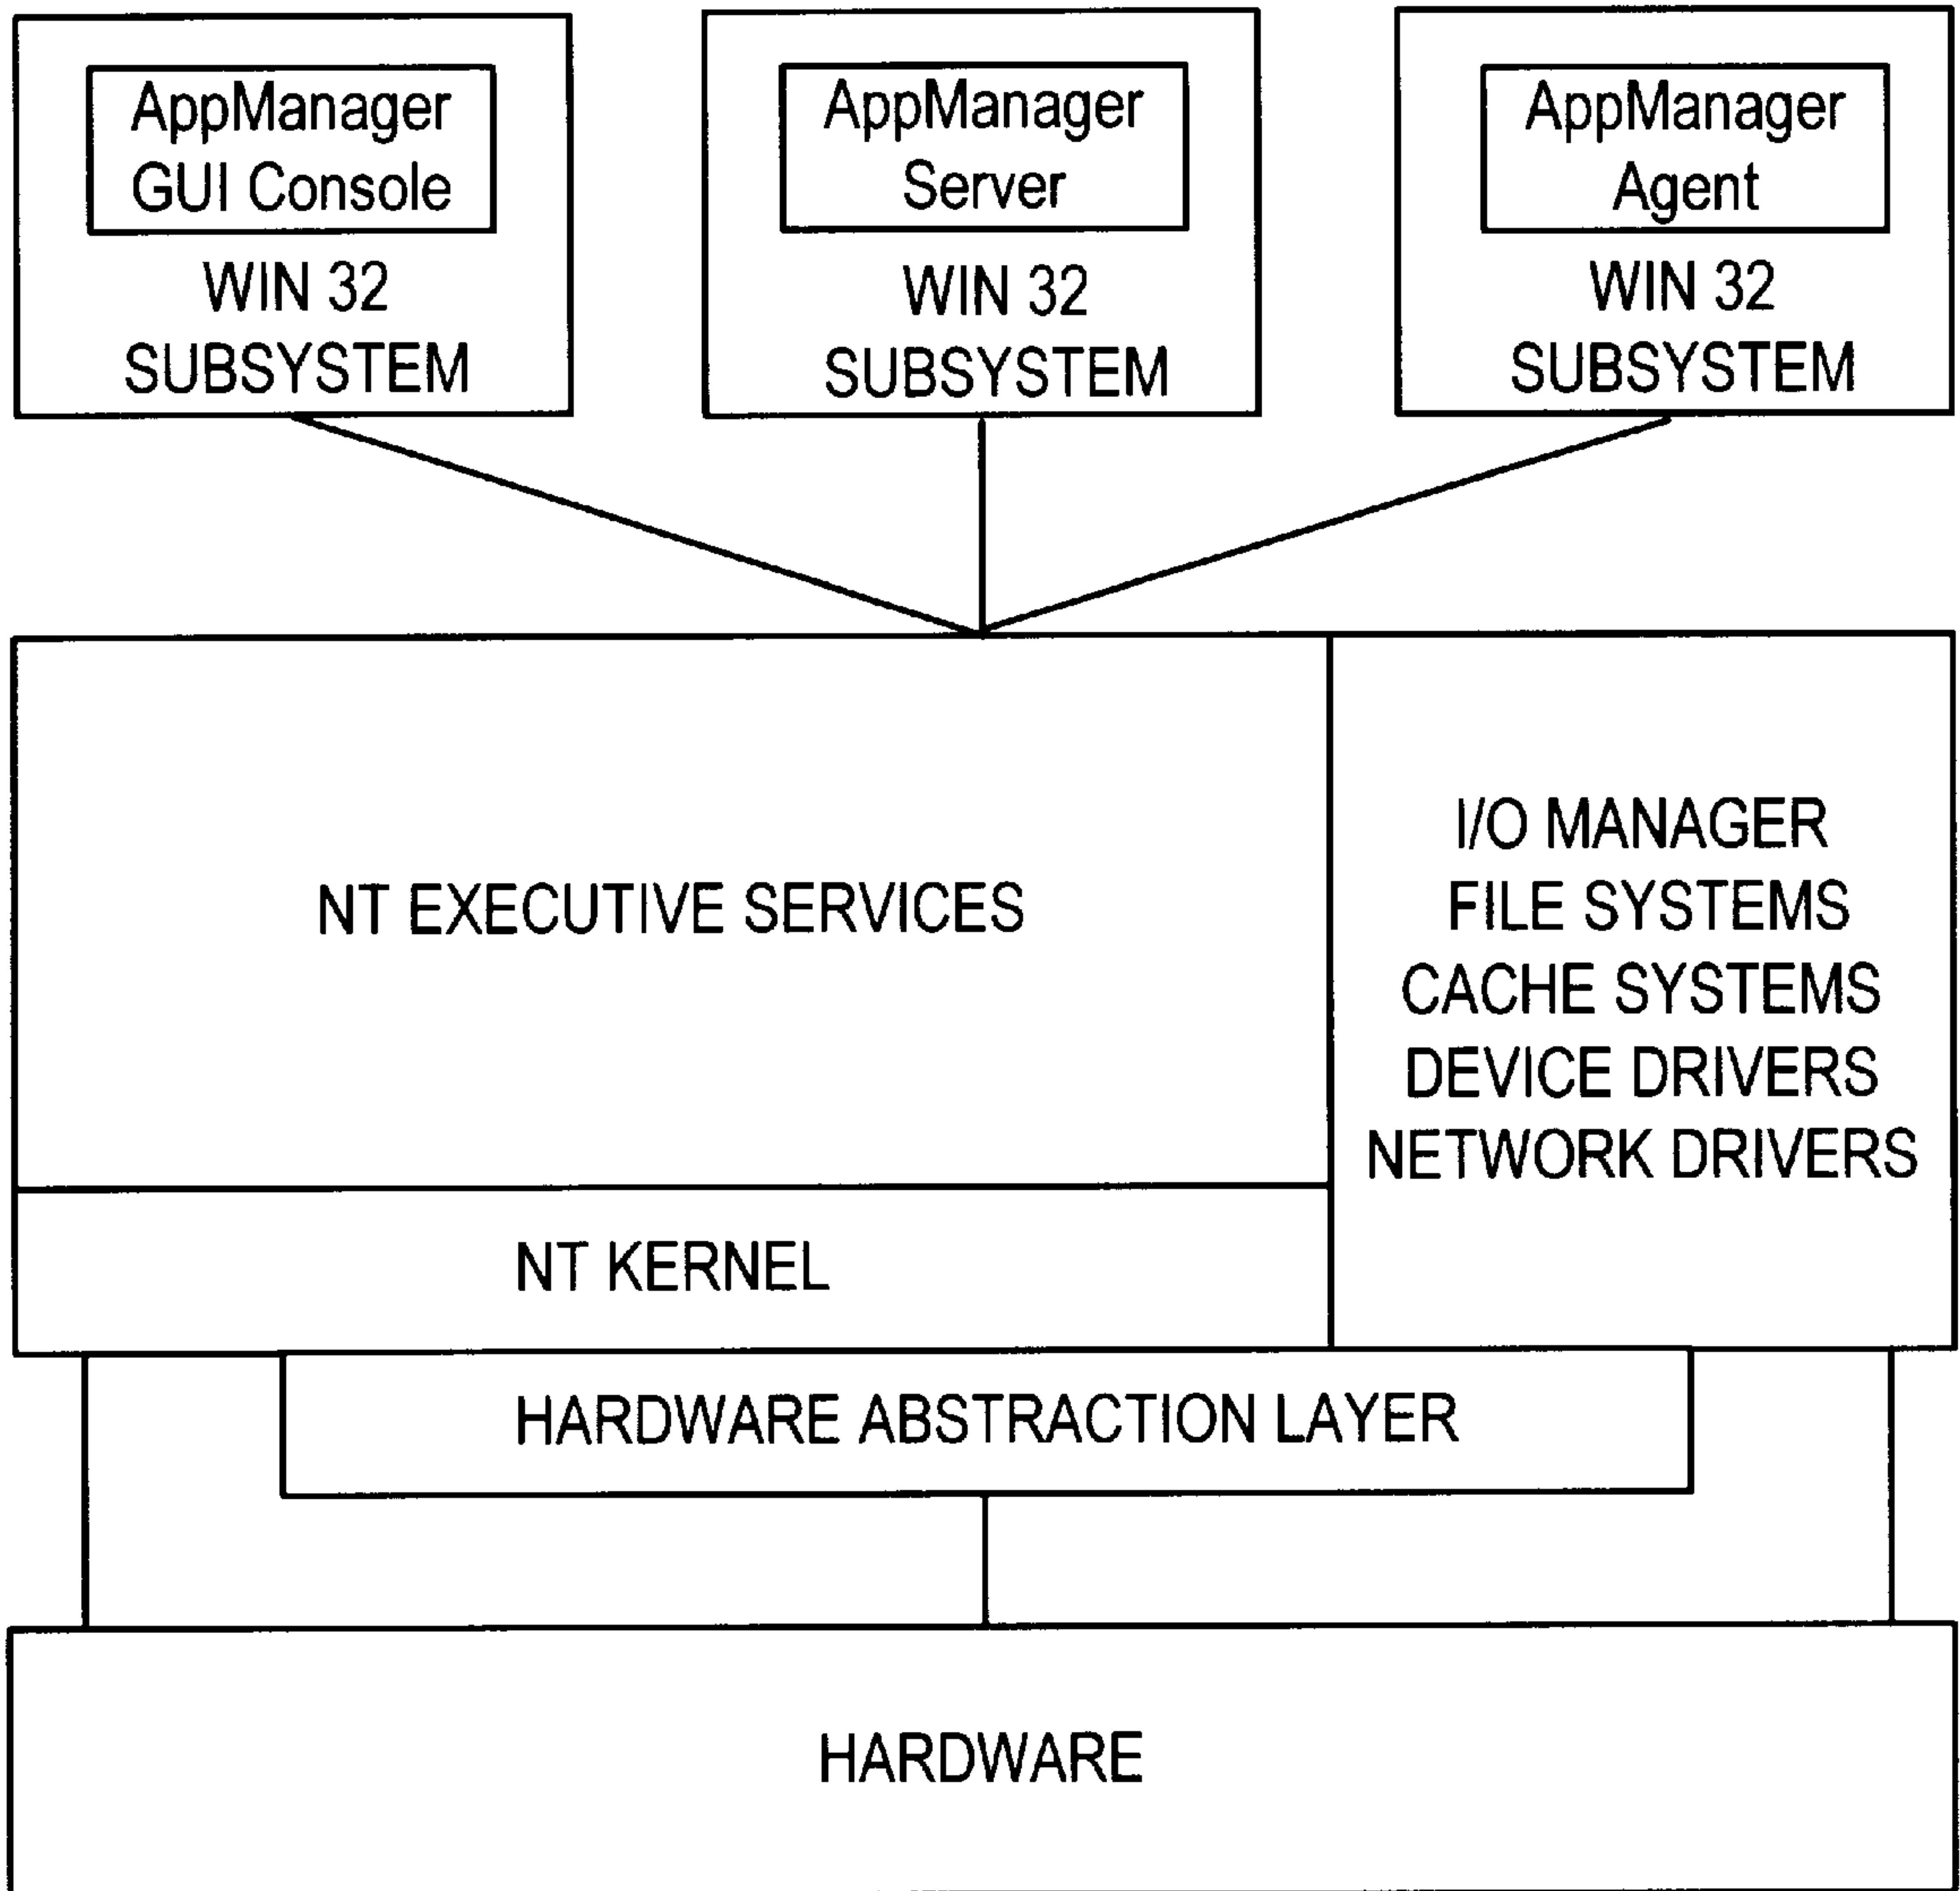 AppManager
GUI Console
WIN 32
SUBSYSTEM
AppManager
Server
WIN 32
SUBSYSTEM
AppManager
Agent
WIN 32
SUBSYSTEM
NT EXECUTIVE SERVICES
I/O MANAGER
FILE SYSTEMS
CACHE SYSTEMS
DEVICE DRIVERS
NETWORK DRIVERS
NT KERNEL
HARDWARE ABSTRACTION LAYER
HARDWARE